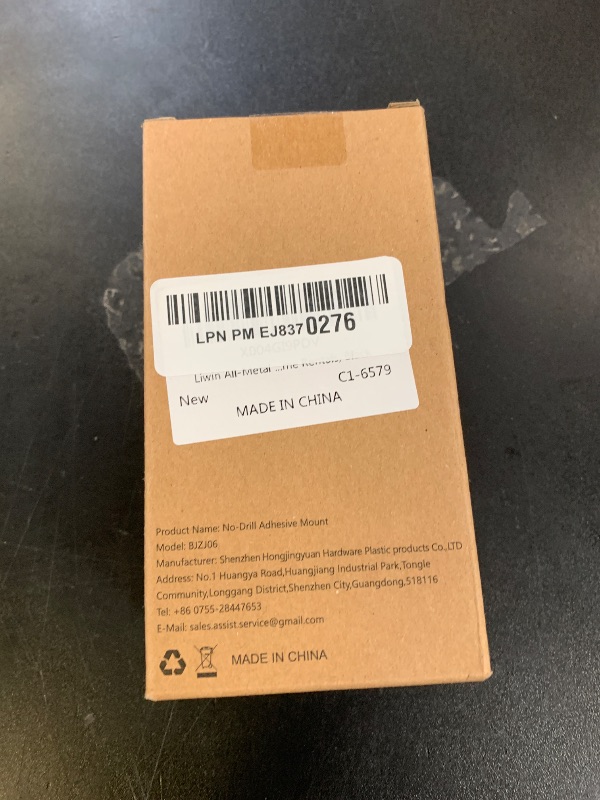 LPN PM EJ8370276
Liwin All-Metal
New
C1-6579
MADE IN CHINA
Product Name: No-Drill Adhesive Mount
Model: BJZJ06
Manufacturer: Shenzhen Hongjingyuan Hardware Plastic products Co.,LTD
Address: No.1 Huangya Road,Huangjiang Industrial Park,Tongle
Community,Longgang District,Shenzhen City,Guangdong,518116
Tel: +86 0755-28447653
E-Mail: sales.assist.service@gmail.com
MADE IN CHINA